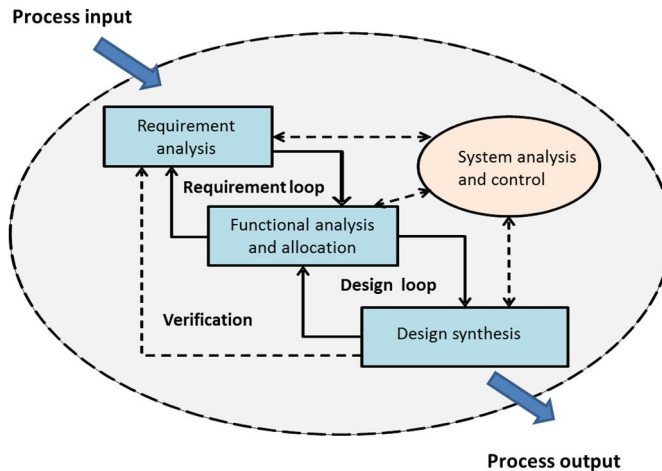 Process input
Requirement
analysis
System analysis
and control
Requirement loop
Functional analysis
and allocation
Design loop
Verification
Design synthesis
Process output